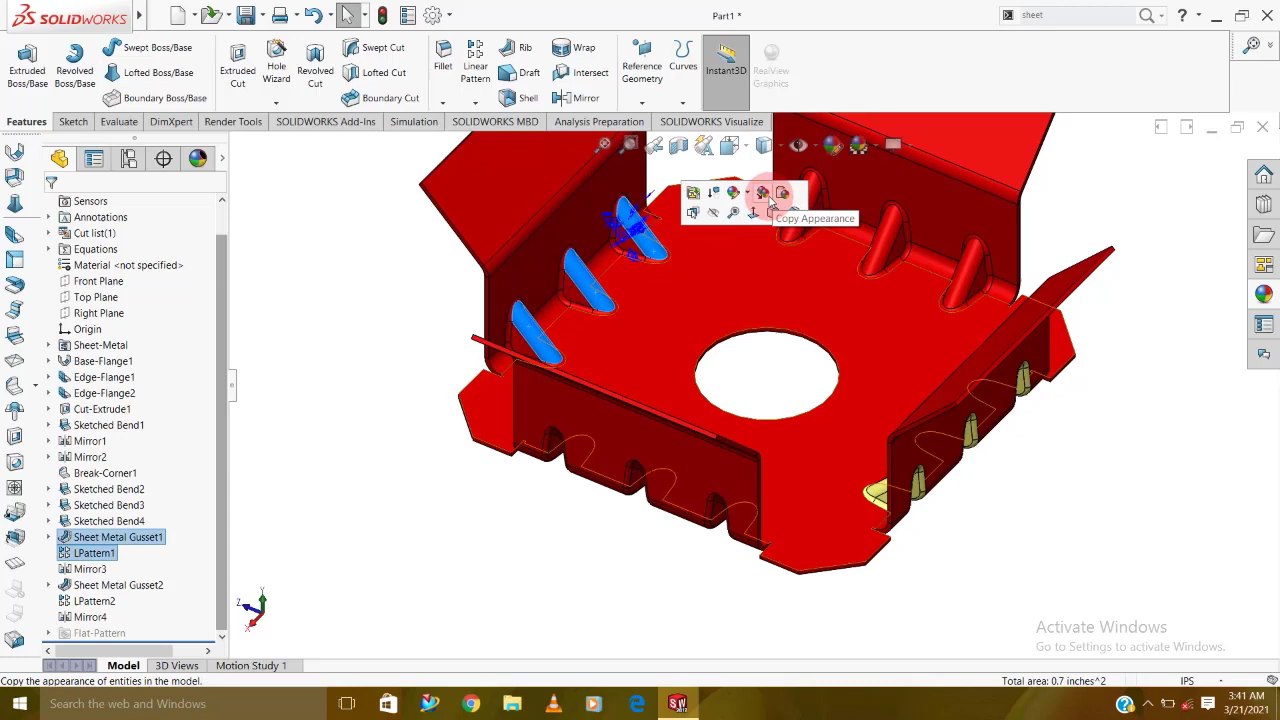 SOLIDWORKS
Part1 *
sheet
Extruded Boss/Base
Revolved Boss/Base
Swept Boss/Base
Lofted Boss/Base
Boundary Boss/Base
Extruded Cut
Hole Wizard
Revolved Cut
Swept Cut
Lofted Cut
Boundary Cut
Fillet
Linear Pattern
Rib
Draft
Shell
Wrap
Intersect
Mirror
Reference Geometry
Curves
Instant3D
RealView Graphics
Features Sketch Evaluate DimXpert Render Tools SOLIDWORKS Add-Ins Simulation SOLIDWORKS MBD Analysis Preparation SOLIDWORKS Visualize
Sensors
Annotations
Cut list(1)
Equations
Material <not specified>
Front Plane
Top Plane
Right Plane
Origin
Sheet-Metal
Base-Flange1
Edge-Flange1
Edge-Flange2
Cut-Extrude1
Sketched Bend1
Mirror1
Mirror2
Break-Corner1
Sketched Bend2
Sketched Bend3
Sketched Bend4
Sheet Metal Gusset1
LPattern1
Mirror3
Sheet Metal Gusset2
LPattern2
Mirror4
Flat-Pattern
Copy Appearance
Y
Z
X
Activate Windows
Go to Settings to activate Windows.
Model 3D Views Motion Study 1
Copy the appearance of entities in the model.
Total area: 0.7 inches^2
IPS
Search the web and Windows
3:41 AM
3/21/2021